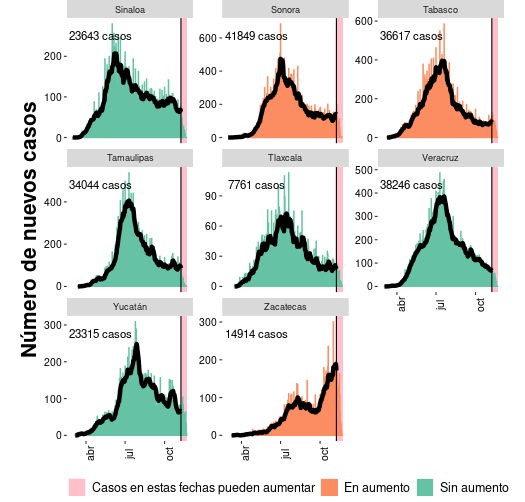 Número de nuevos casos
Sinaloa
23643 casos
200
100
0
Sonora
41849 casos
600
400
200
0
Tabasco
36617 casos
600
400
200
0
Tamaulipas
34044 casos
400
200
0
Tlaxcala
7761 casos
90
60
30
0
Veracruz
38246 casos
500
400
300
200
100
0
abr
jul
oct
Yucatán
23315 casos
300
200
100
0
abr
jul
oct
Zacatecas
14914 casos
300
200
100
0
abr
jul
oct
Casos en estas fechas pueden aumentar
En aumento
Sin aumento